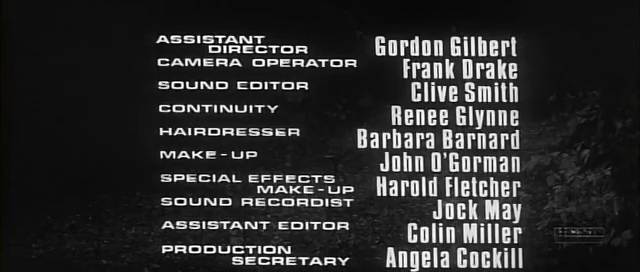 ASSISTANT
DIRECTOR Gordon Gilbert
CAMERA OPERATOR Frank Drake
SOUND EDITOR Clive Smith
CONTINUITY Renee Glynne
HAIRDRESSER Barbara Barnard
MAKE-UP John O'Gorman
SPECIAL EFFECTS
MAKE-UP Harold Fletcher
SOUND RECORDIST Jock May
ASSISTANT EDITOR Colin Miller
PRODUCTION
SECRETARY Angela Cockill